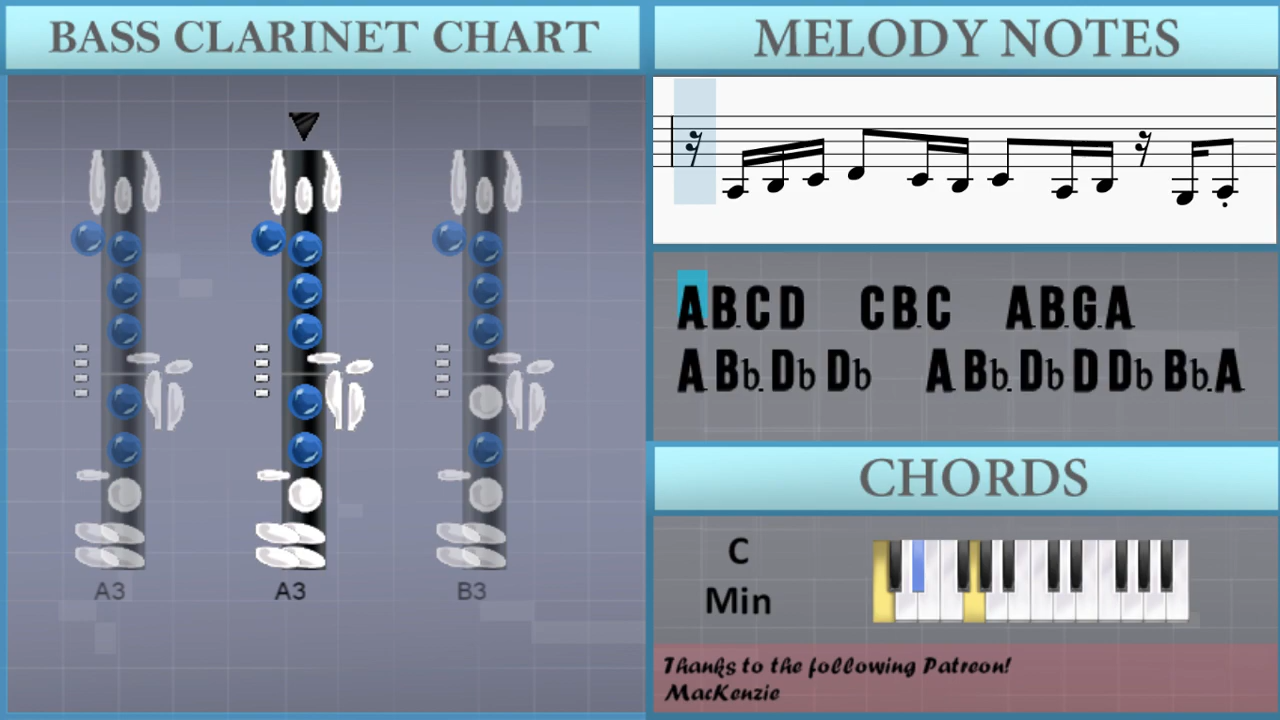 BASS CLARINET CHART
A3 A3 B3
MELODY NOTES
A B C D C B C A B G A
A Bb Db Db A Bb Db D Db Bb A
CHORDS
C
Min
Thanks to the following Patreon!
MacKenzie